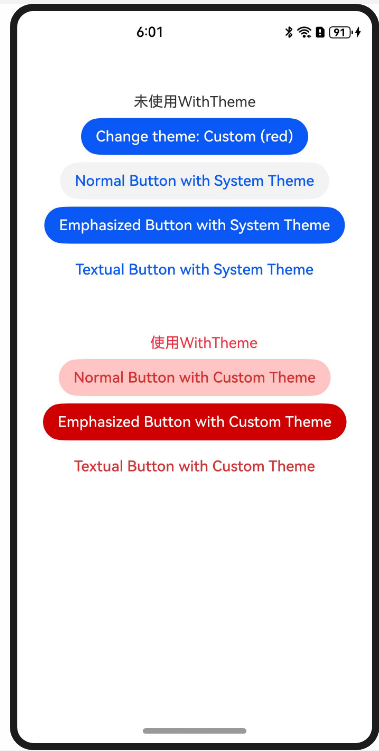 6:01
91
未使用WithTheme
Change theme: Custom (red)
Normal Button with System Theme
Emphasized Button with System Theme
Textual Button with System Theme
使用WithTheme
Normal Button with Custom Theme
Emphasized Button with Custom Theme
Textual Button with Custom Theme